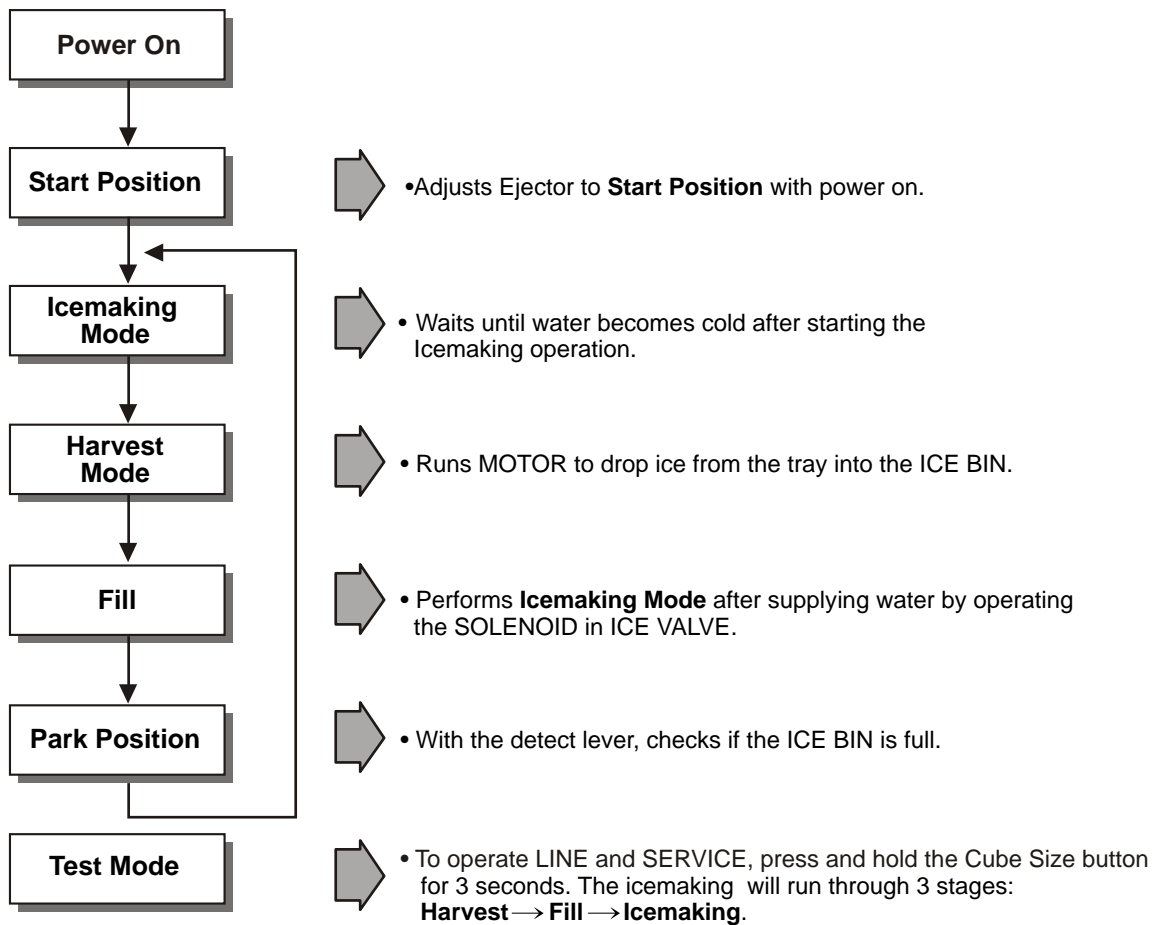 Power On
Start Position
•Adjusts Ejector to Start Position with power on.
Icemaking
Mode
• Waits until water becomes cold after starting the
Icemaking operation.
Harvest
Mode
• Runs MOTOR to drop ice from the tray into the ICE BIN.
Fill
• Performs Icemaking Mode after supplying water by operating
the SOLENOID in ICE VALVE.
Park Position
• With the detect lever, checks if the ICE BIN is full.
Test Mode
• To operate LINE and SERVICE, press and hold the Cube Size button
for 3 seconds. The icemaking will run through 3 stages:
Harvest→Fill→Icemaking.